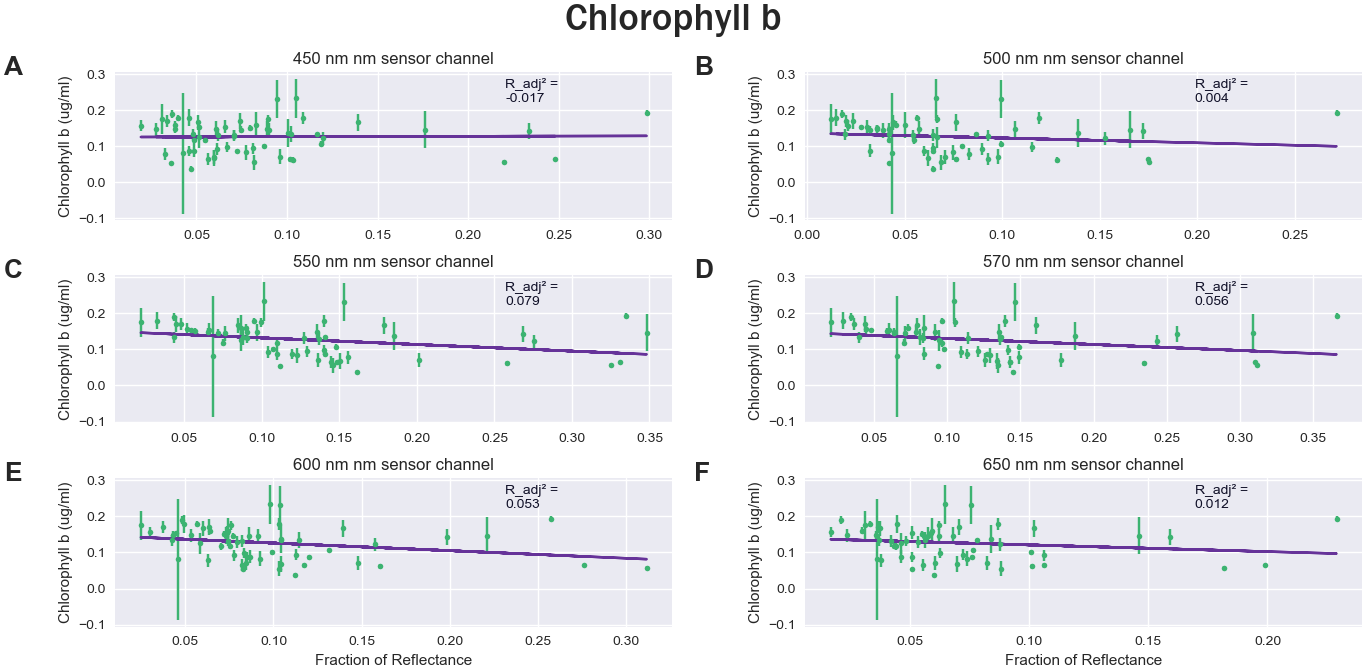 Chlorophyll b
A
450 nm nm sensor channel
Chlorophyll b (ug/ml)
0.3
0.2
0.1
0.0
−0.1
R_adj² =
-0.017
0.05
0.10
0.15
0.20
0.25
0.30
B
500 nm nm sensor channel
Chlorophyll b (ug/ml)
0.3
0.2
0.1
0.0
−0.1
R_adj² =
0.004
0.00
0.05
0.10
0.15
0.20
0.25
C
550 nm nm sensor channel
Chlorophyll b (ug/ml)
0.3
0.2
0.1
0.0
−0.1
R_adj² =
0.079
0.05
0.10
0.15
0.20
0.25
0.30
0.35
D
570 nm nm sensor channel
Chlorophyll b (ug/ml)
0.3
0.2
0.1
0.0
−0.1
R_adj² =
0.056
0.05
0.10
0.15
0.20
0.25
0.30
0.35
E
600 nm nm sensor channel
Chlorophyll b (ug/ml)
0.3
0.2
0.1
0.0
−0.1
R_adj² =
0.053
0.05
0.10
0.15
0.20
0.25
0.30
Fraction of Reflectance
F
650 nm nm sensor channel
Chlorophyll b (ug/ml)
0.3
0.2
0.1
0.0
−0.1
R_adj² =
0.012
0.05
0.10
0.15
0.20
Fraction of Reflectance